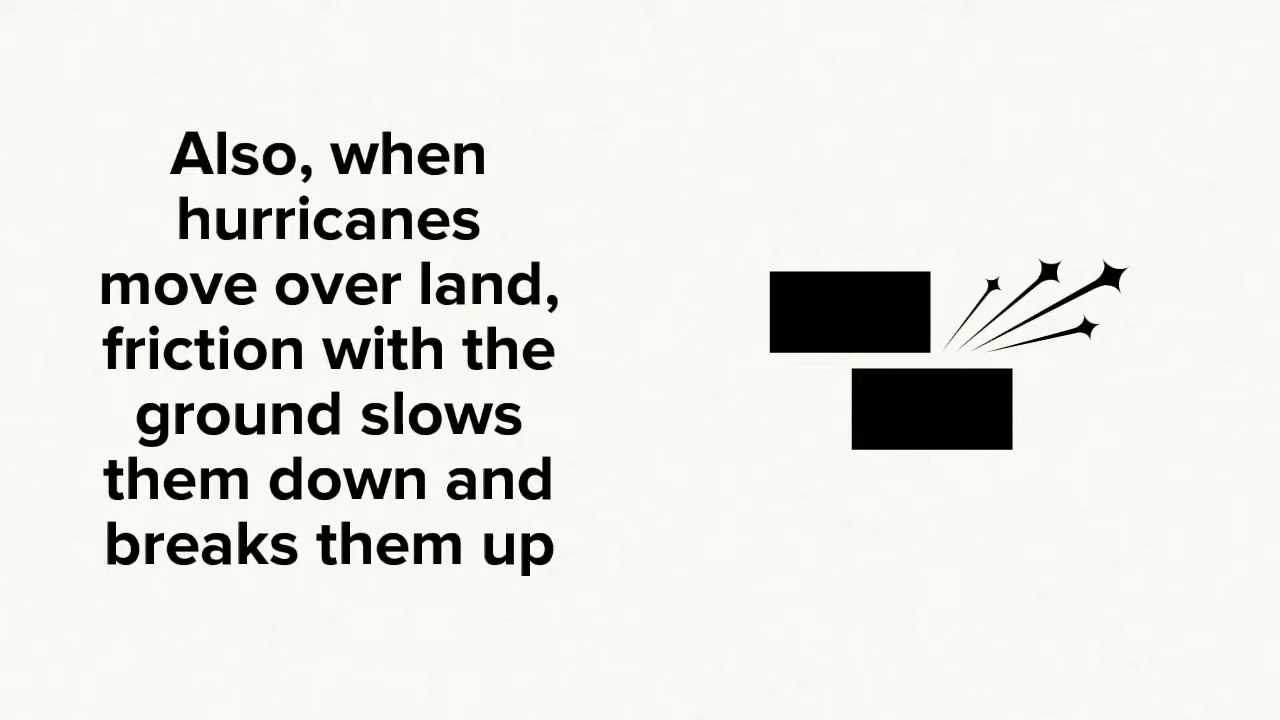 Also, when
hurricanes
move over land,
friction with the
ground slows
them down and
breaks them up